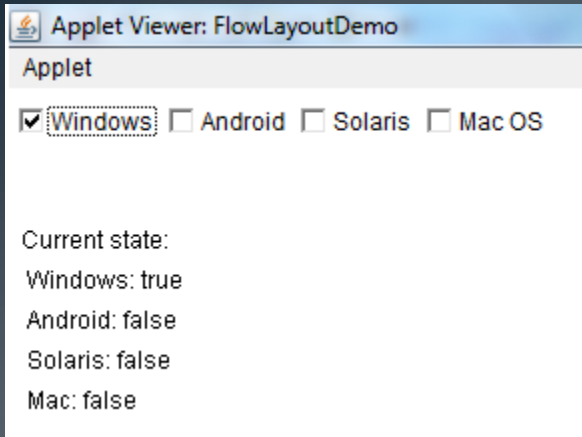 Applet Viewer: FlowLayoutDemo
Applet
Windows Android Solaris Mac OS
Current state:
Windows: true
Android: false
Solaris: false
Mac: false